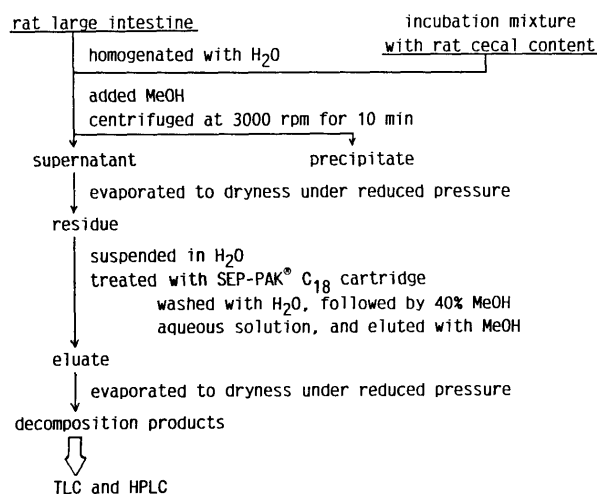 rat large intestine
incubation mixture
with rat cecal content
homogenated with H2O
added MeOH
centrifuged at 3000 rpm for 10 min
supernatant
precipitate
evaporated to dryness under reduced pressure
residue
suspended in H2O
treated with SEP-PAK® C18 cartridge
washed with H2O, followed by 40% MeOH
aqueous solution, and eluted with MeOH
eluate
evaporated to dryness under reduced pressure
decomposition products
TLC and HPLC